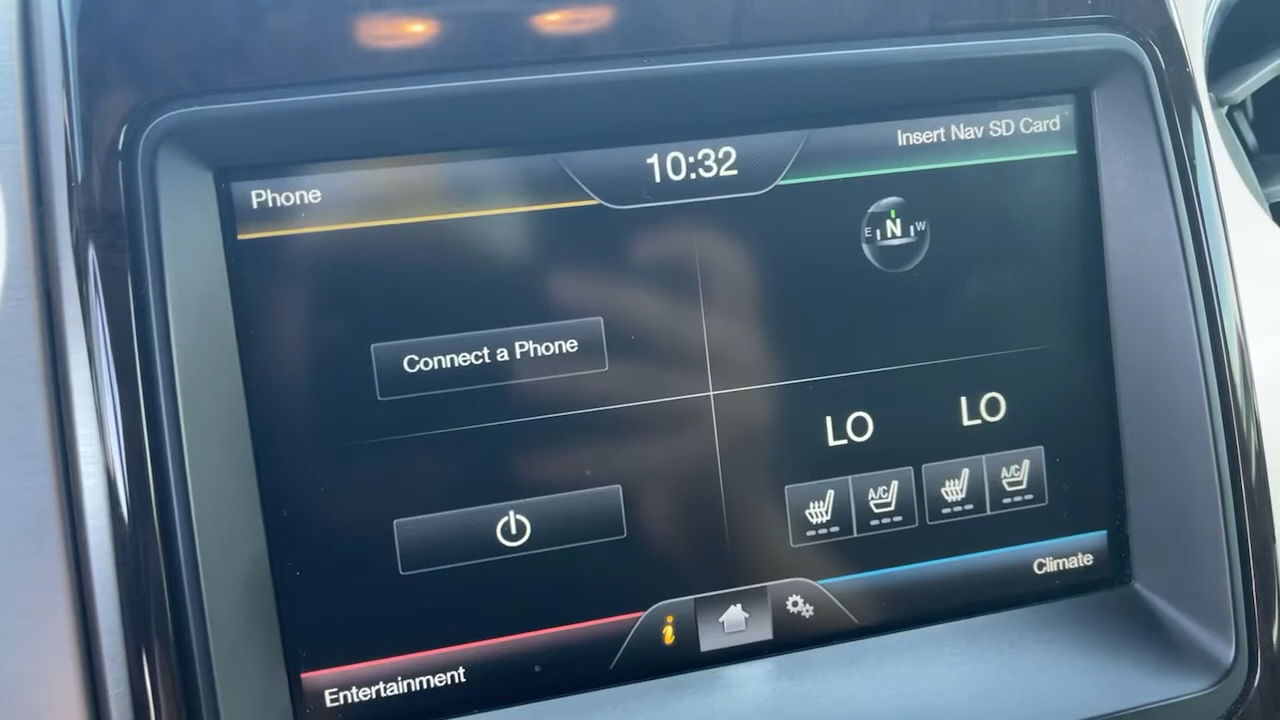 Phone
10:32
Insert Nav SD Card
E N W
Connect a Phone
LO LO
A/C A/C
i
Climate
Entertainment